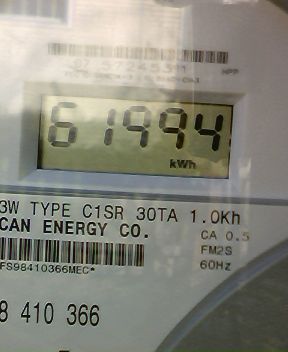 61994
kWh
3W TYPE C1SR 30TA 1.0Kh
CAN ENERGY CO. CA 0.5
FM2S
FS98410366MEC* 60Hz
8 410 366